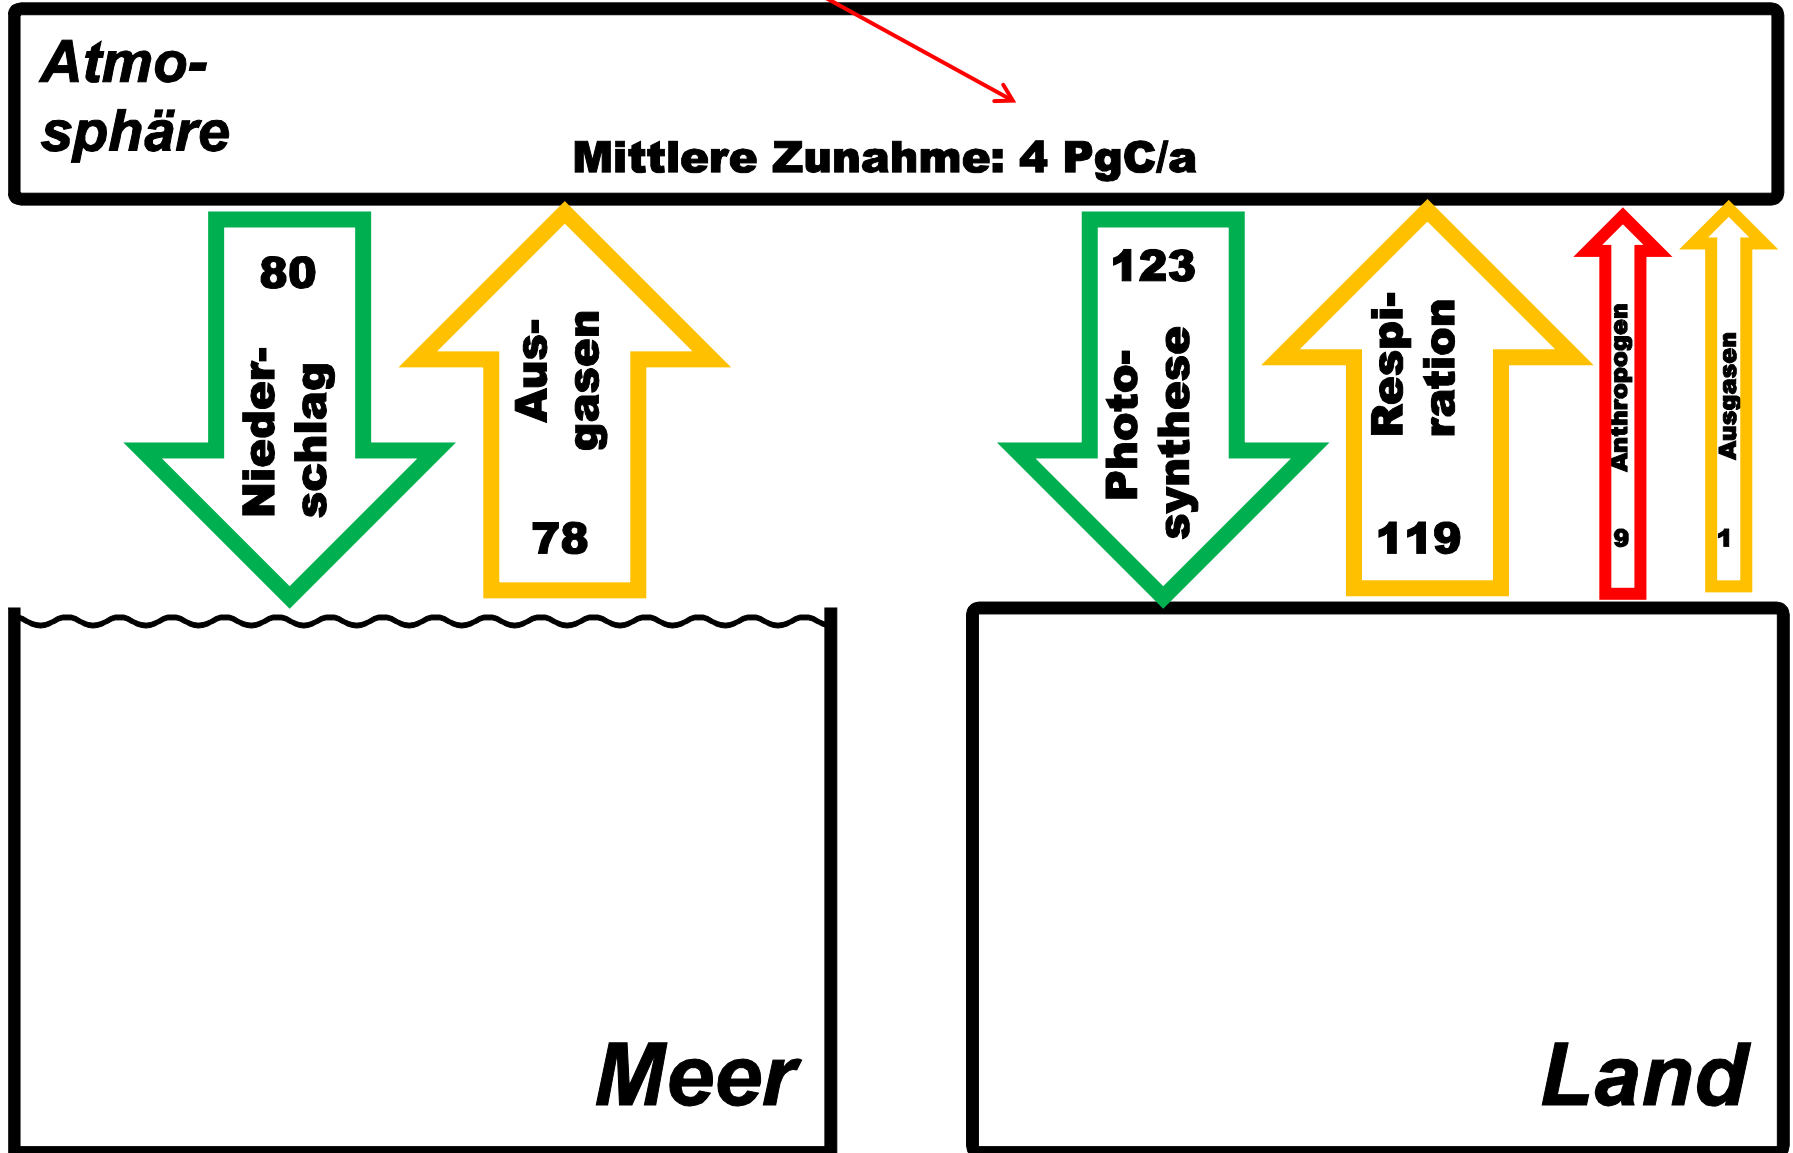 Atmo-
sphäre
Mittlere Zunahme: 4 PgC/a
80
Nieder-
schlag
Aus-
gasen
78
123
Photo-
synthese
Respi-
ration
119
Anthropogen
9
Ausgasen
1
Meer
Land